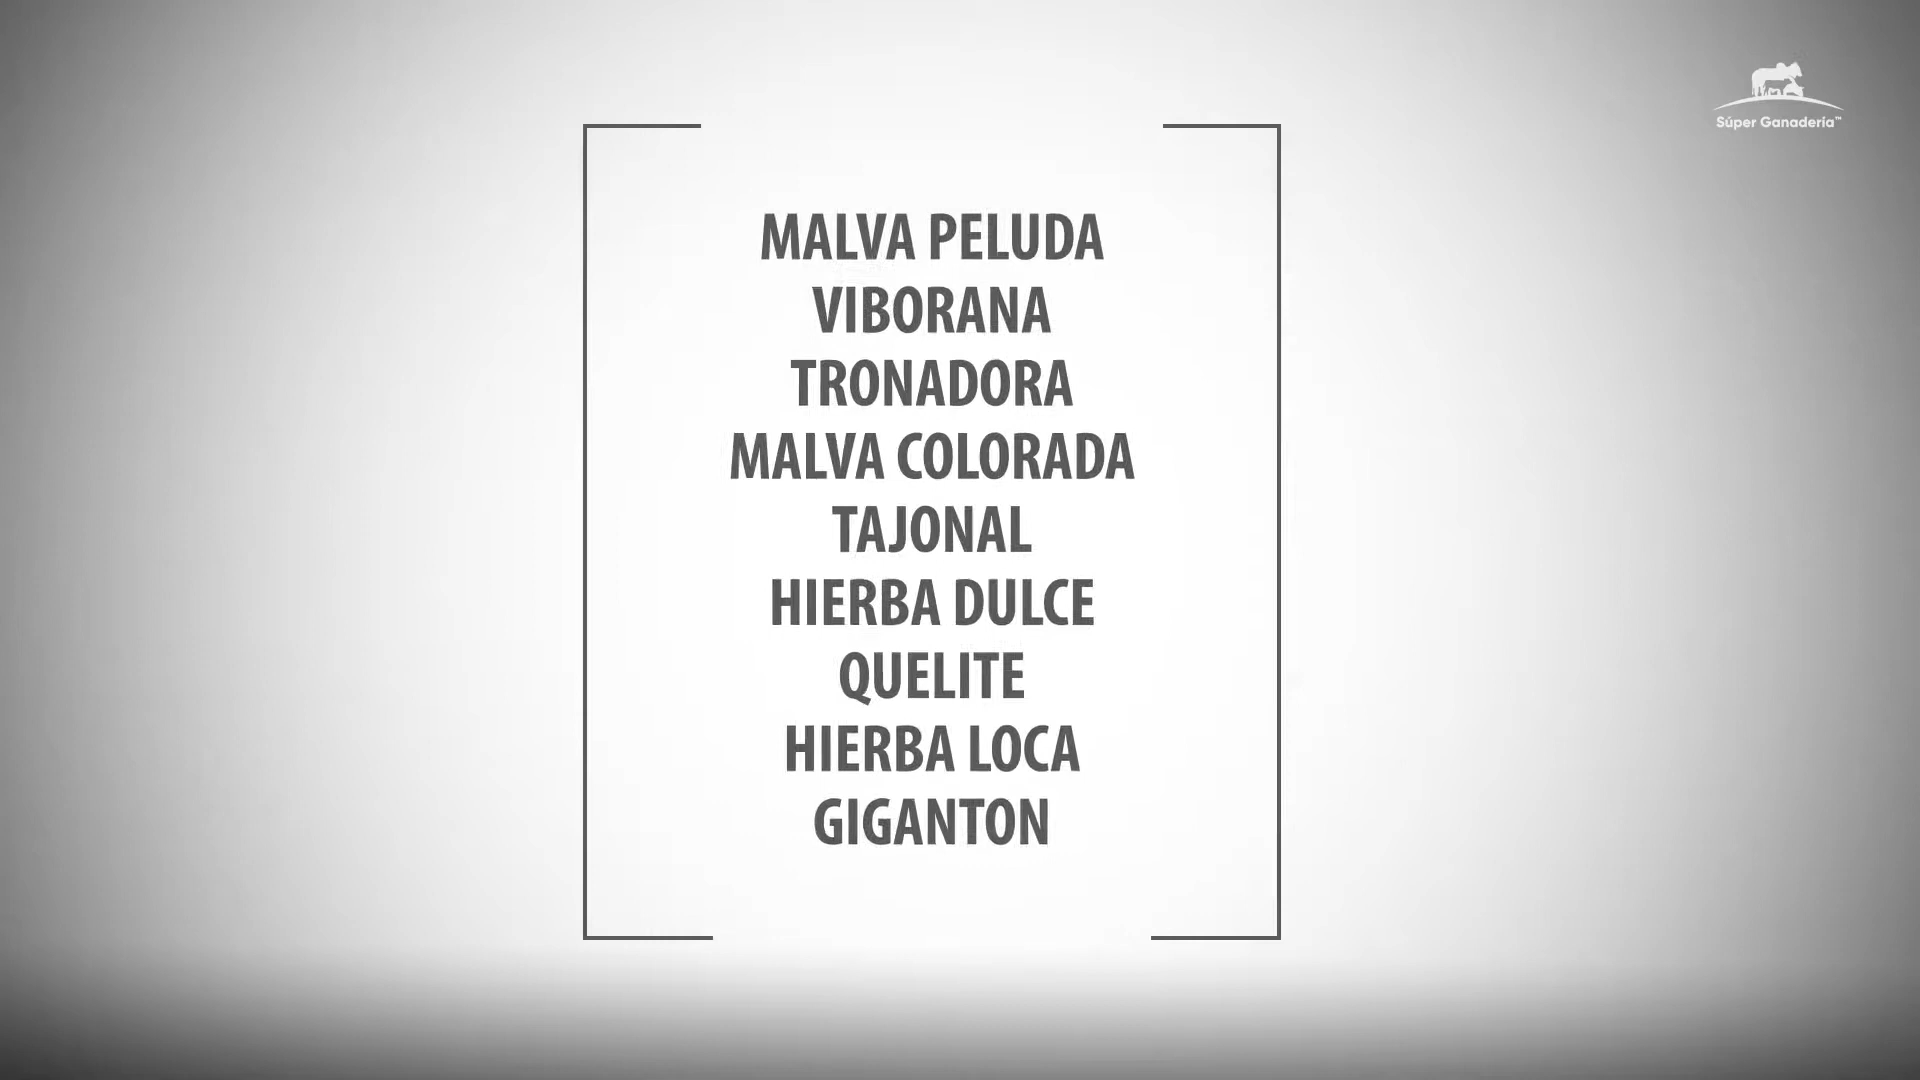 Súper Ganadería™
MALVA PELUDA
VIBORANA
TRONADORA
MALVA COLORADA
TAJONAL
HIERBA DULCE
QUELITE
HIERBA LOCA
GIGANTON